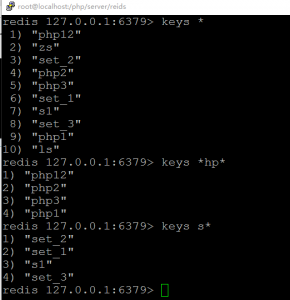 root@localhost/php/server/reids
redis 127.0.0.1:6379> keys *
1) "php12"
2) "zs"
3) "set_2"
4) "php2"
5) "php3"
6) "set_1"
7) "s1"
8) "set_3"
9) "php1"
10) "ls"
redis 127.0.0.1:6379> keys *hp*
1) "php12"
2) "php2"
3) "php3"
4) "php1"
redis 127.0.0.1:6379> keys s*
1) "set_2"
2) "set_1"
3) "s1"
4) "set_3"
redis 127.0.0.1:6379>